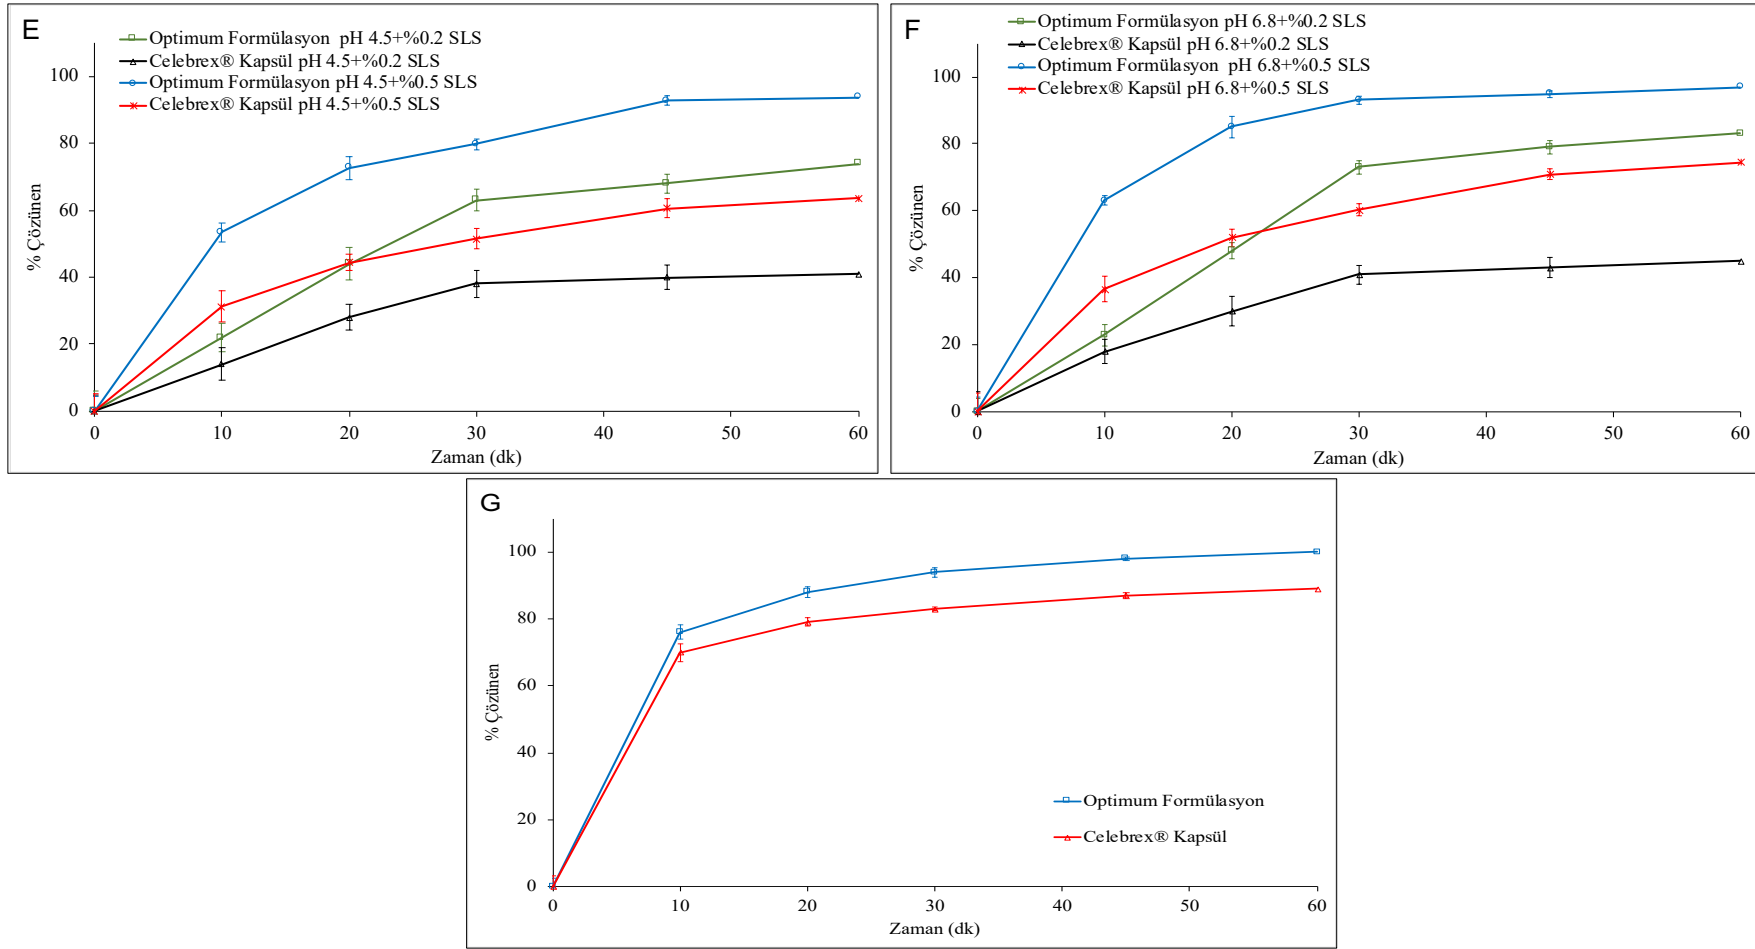 E
Optimum Formülasyon pH 4.5+%0.2 SLS
Celebrex® Kapsül pH 4.5+%0.2 SLS
Optimum Formülasyon pH 4.5+%0.5 SLS
Celebrex® Kapsül pH 4.5+%0.5 SLS
100
80
60
40
20
0
% Çözünen
0 10 20 30 40 50 60
Zaman (dk)
F
Optimum Formülasyon pH 6.8+%0.2 SLS
Celebrex® Kapsül pH 6.8+%0.2 SLS
Optimum Formülasyon pH 6.8+%0.5 SLS
Celebrex® Kapsül pH 6.8+%0.5 SLS
100
80
60
40
20
0
% Çözünen
0 10 20 30 40 50 60
Zaman (dk)
G
100
80
60
40
20
0
% Çözünen
Optimum Formülasyon
Celebrex® Kapsül
0 10 20 30 40 50 60
Zaman (dk)